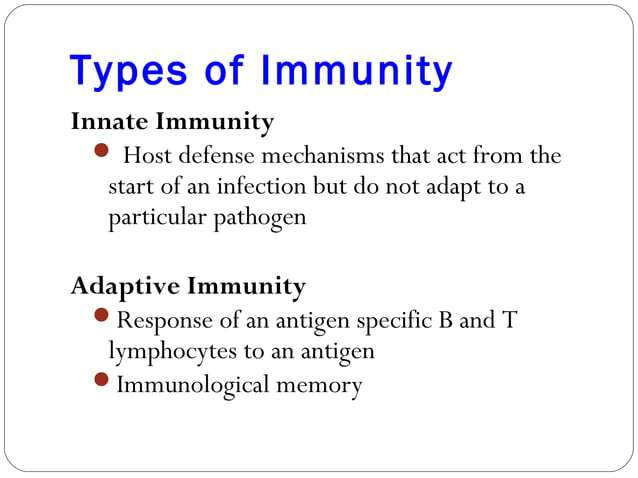 Types of Immunity
Innate Immunity
Host defense mechanisms that act from the
start of an infection but do not adapt to a
particular pathogen
Adaptive Immunity
Response of an antigen specific B and T
lymphocytes to an antigen
Immunological memory